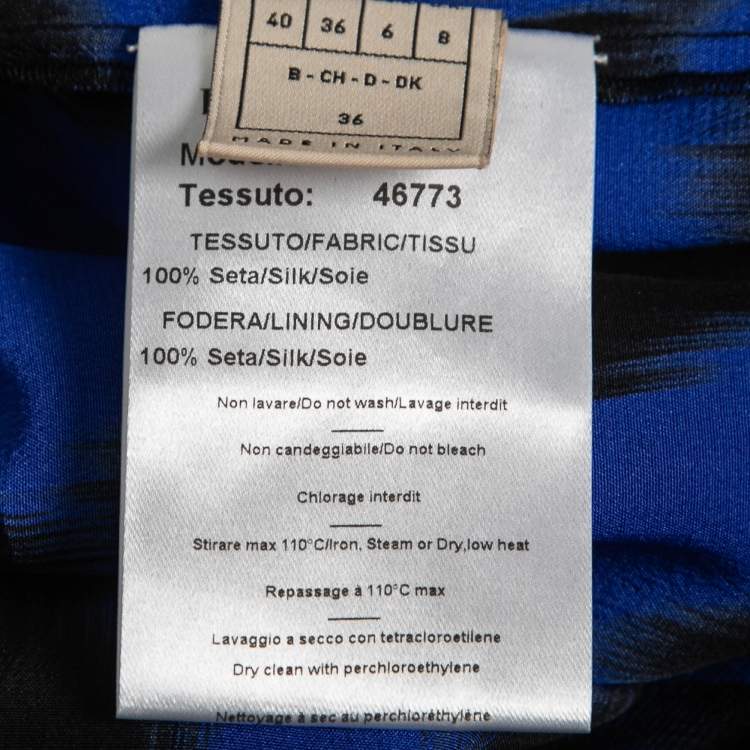 40 36 6 8
B - CH - D - DK
36
MADE IN ITALY
Tessuto: 46773
TESSUTO/FABRIC/TISSU
100% Seta/Silk/Soie
FODERA/LINING/DOUBLURE
100% Seta/Silk/Soie
Non lavare/Do not wash/Lavage interdit
Non candeggiabile/Do not bleach
Chlorage interdit
Stirare max 110°C/Iron, Steam or Dry,low heat
Repassage à 110°C max
Lavaggio a secco con tetracloroetilene
Dry clean with perchloroethylene
Nettoyage à sec au perchloréthylène